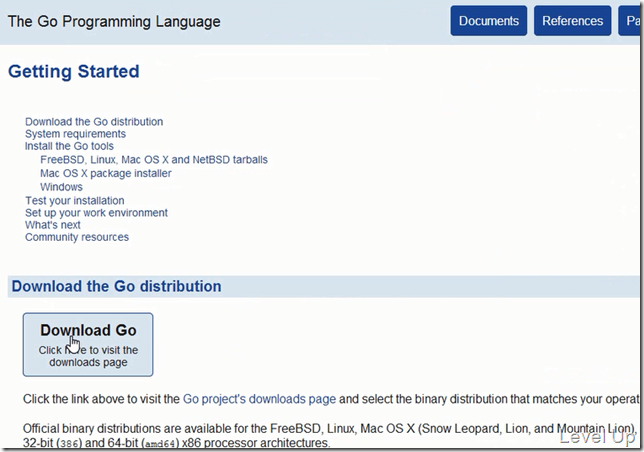 The Go Programming Language
Documents
References
Pa
Getting Started
Download the Go distribution
System requirements
Install the Go tools
FreeBSD, Linux, Mac OS X and NetBSD tarballs
Mac OS X package installer
Windows
Test your installation
Set up your work environment
What's next
Community resources
Download the Go distribution
Download Go
Click here to visit the
downloads page
Click the link above to visit the Go project's downloads page and select the binary distribution that matches your operat
Official binary distributions are available for the FreeBSD, Linux, Mac OS X (Snow Leopard, Lion, and Mountain Lion),
32-bit (386) and 64-bit (amd64) x86 processor architectures.
Level Up